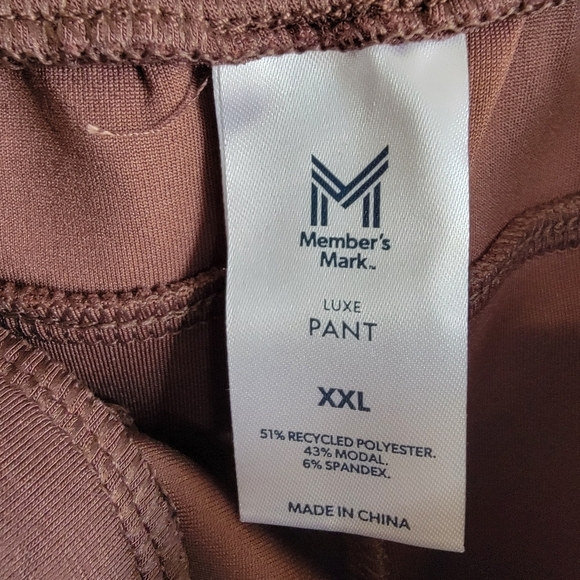 Member's
Mark™
LUXE
PANT
XXL
51% RECYCLED POLYESTER.
43% MODAL.
6% SPANDEX.
MADE IN CHINA